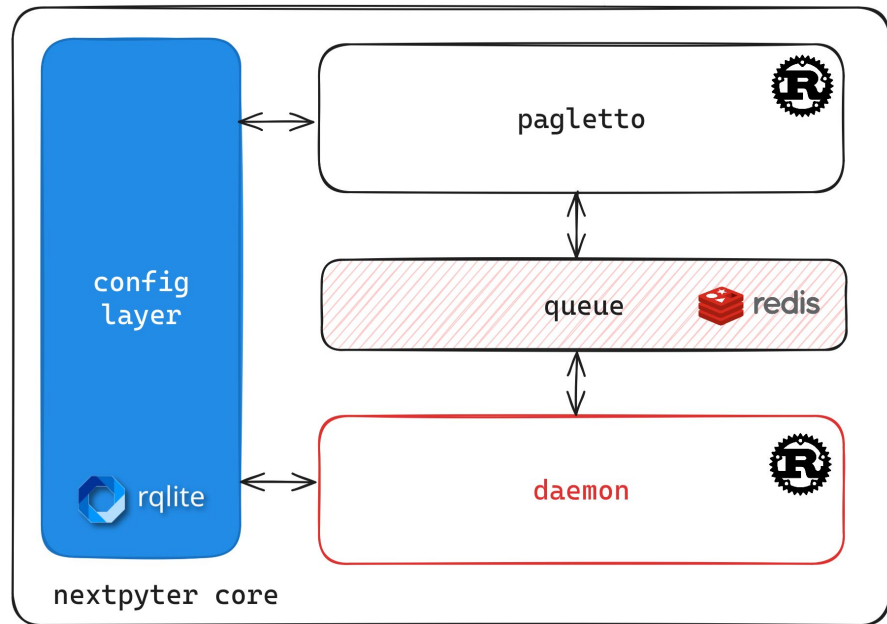 pagletto
config
layer
queue
redis
daemon
rqlite
nextpyter core
R
R